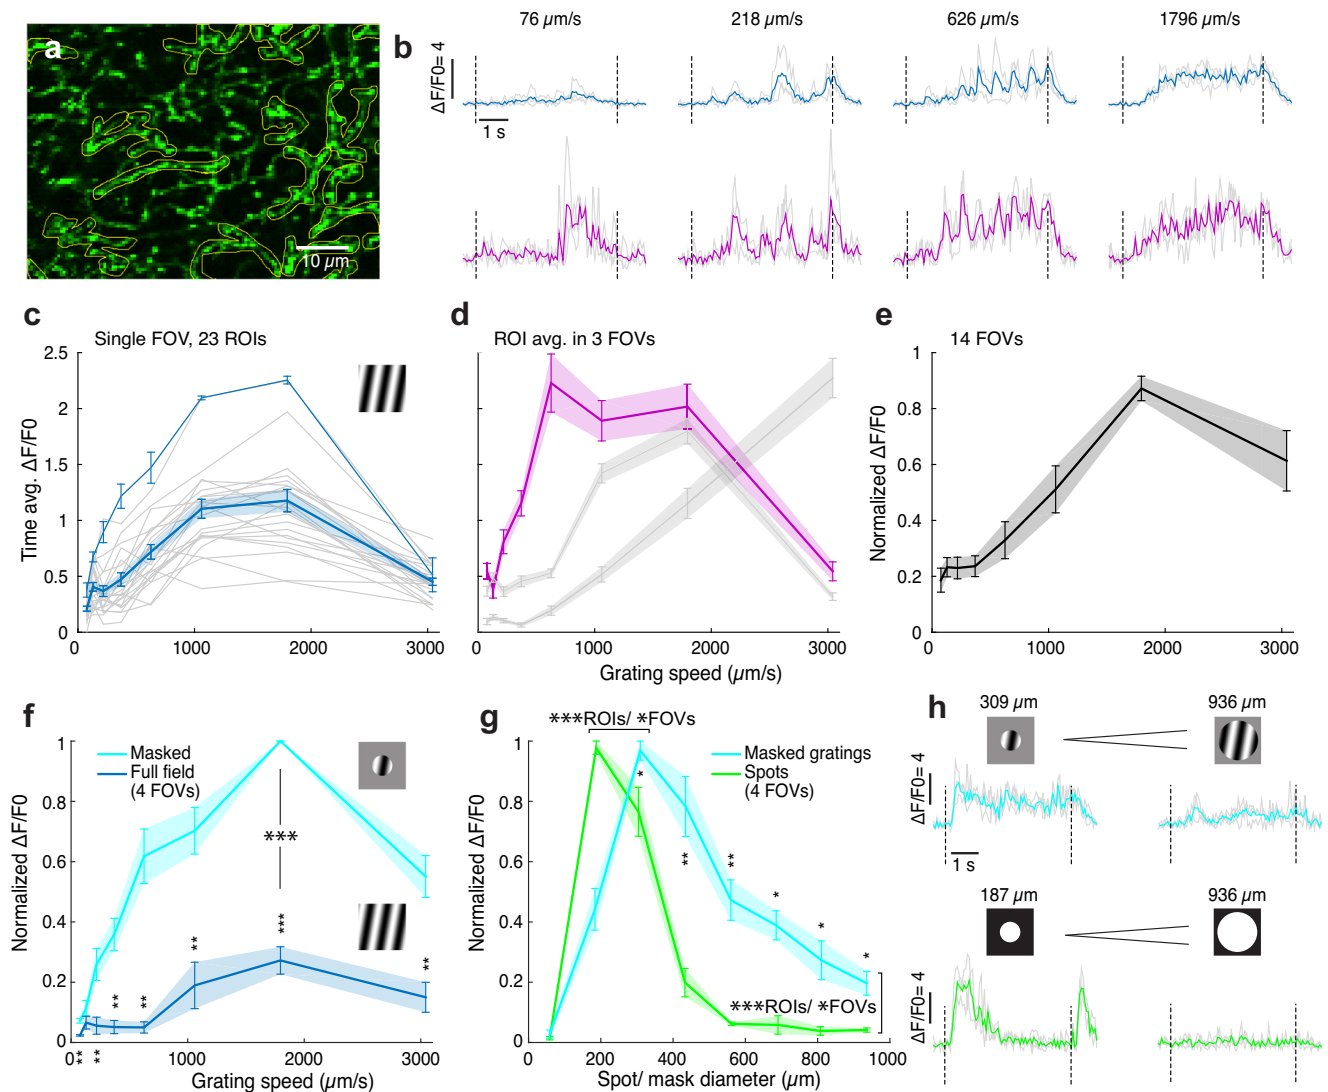 a
10 µm
b
76 µm/s
218 µm/s
626 µm/s
1796 µm/s
ΔF/F0= 4
1 s
c
Single FOV, 23 ROIs
Time avg. ΔF/F0
2.5
2
1.5
1
0.5
0
0
1000
2000
3000
d
ROI avg. in 3 FOVs
0
1000
2000
3000
Grating speed (µm/s)
e
14 FOVs
Normalized ΔF/F0
1
0.8
0.6
0.4
0.2
0
0
1000
2000
3000
f
Masked
Full field
(4 FOVs)
Normalized ΔF/F0
1
0.8
0.6
0.4
0.2
0
***
**
**
**
**
**
***
**
0
1000
2000
3000
Grating speed (µm/s)
g
***ROIs/ *FOVs
Masked gratings
Spots
(4 FOVs)
Normalized ΔF/F0
1
0.8
0.6
0.4
0.2
0
*
**
**
*
*
*
***ROIs/ *FOVs
0
200
400
600
800
1000
Spot/ mask diameter (µm)
h
309 µm
936 µm
ΔF/F0= 4
1 s
187 µm
936 µm
ΔF/F0= 4